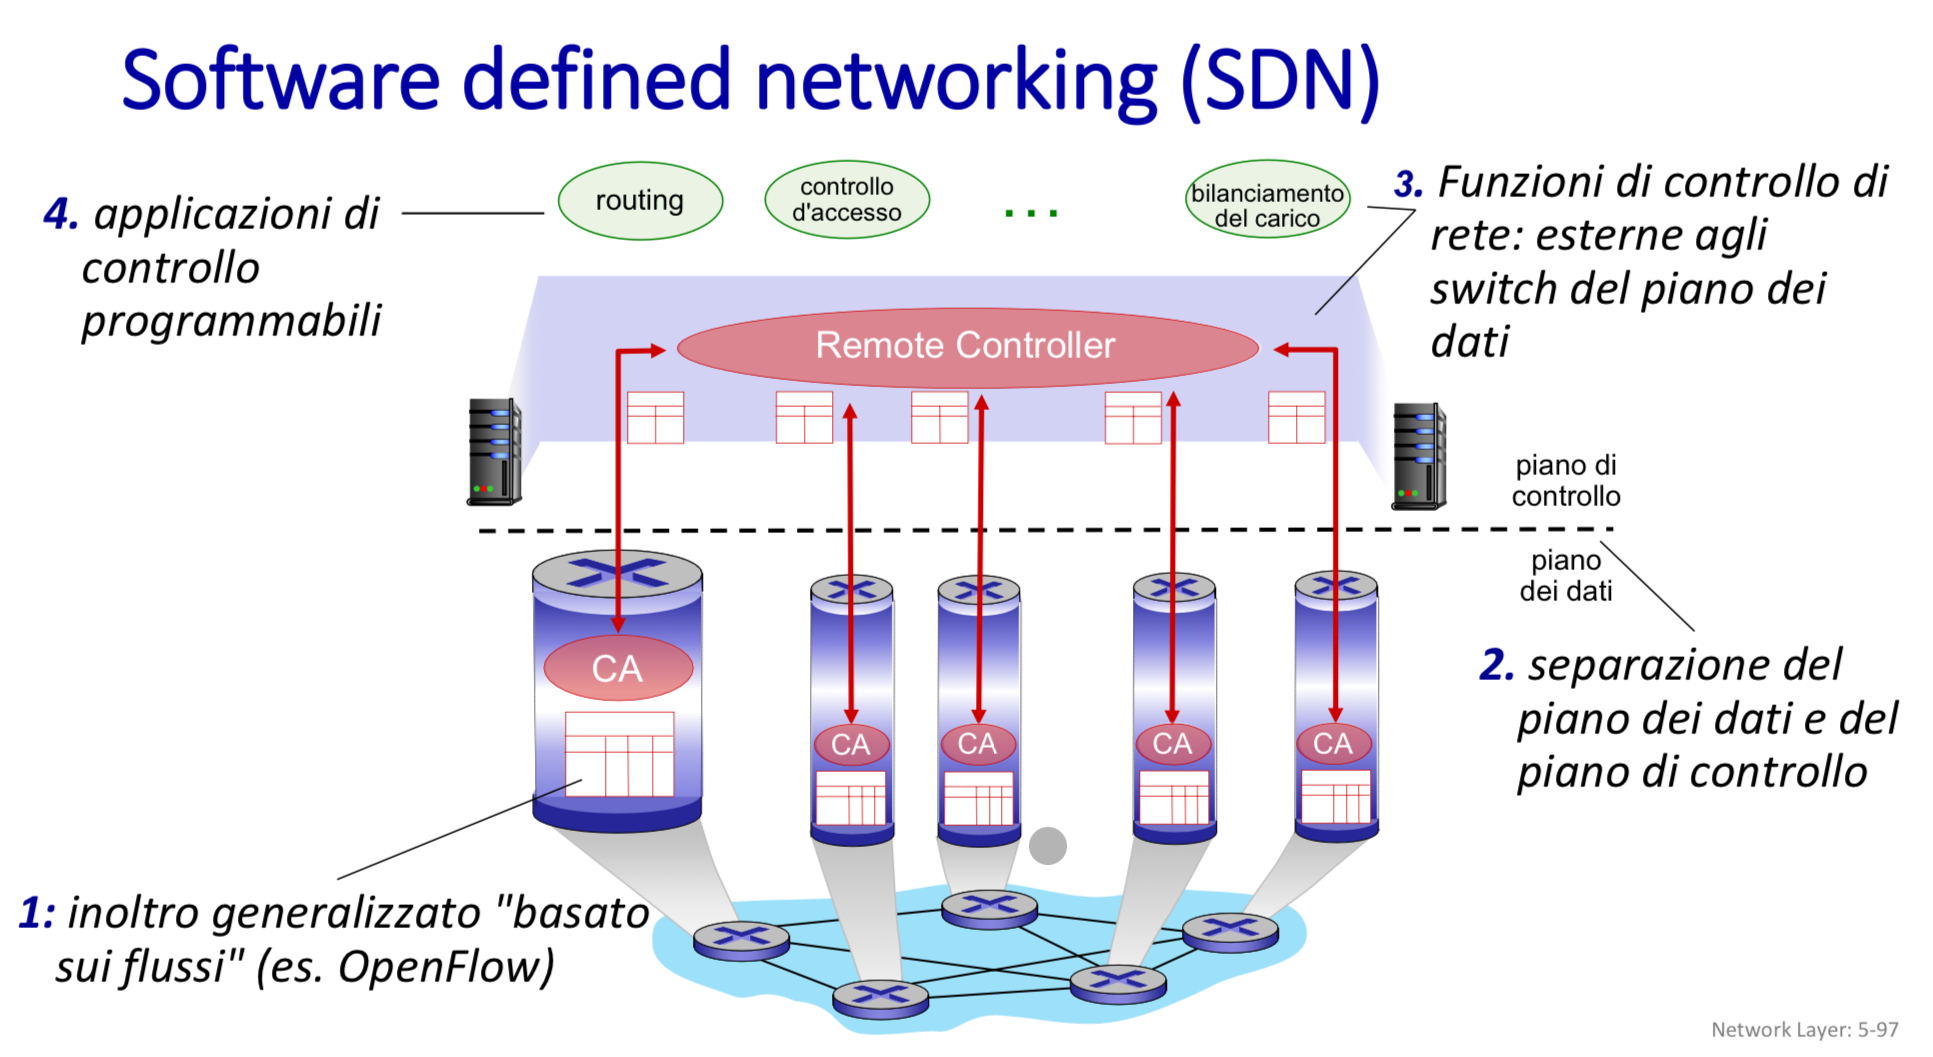 Software defined networking (SDN)
4. applicazioni di
controllo
programmabili
routing
controllo
d'accesso
...
bilanciamento
del carico
3. Funzioni di controllo di
rete: esterne agli
switch del piano dei
dati
Remote Controller
piano di
controllo
piano
dei dati
CA
CA
CA
CA
CA
2. separazione del
piano dei dati e del
piano di controllo
1: inoltro generalizzato "basato
sui flussi" (es. OpenFlow)
Network Layer: 5-97